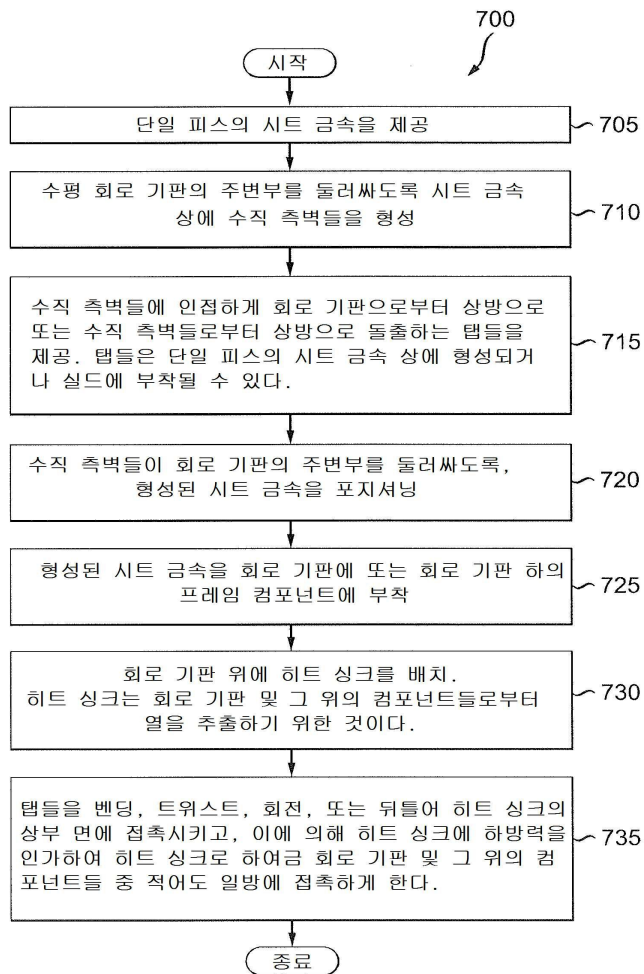 700
시작
단일 피스의 시트 금속을 제공
705
수평 회로 기판의 주변부를 둘러싸도록 시트 금속
상에 수직 측벽들을 형성
710
수직 측벽들에 인접하게 회로 기판으로부터 상방으로
또는 수직 측벽들로부터 상방으로 돌출하는 탭들을
제공. 탭들은 단일 피스의 시트 금속 상에 형성되거
나 실드에 부착될 수 있다.
715
수직 측벽들이 회로 기판의 주변부를 둘러싸도록,
형성된 시트 금속을 포지셔닝
720
형성된 시트 금속을 회로 기판에 또는 회로 기판 하의
프레임 컴포넌트에 부착
725
회로 기판 위에 히트 싱크를 배치.
히트 싱크는 회로 기판 및 그 위의 컴포넌트들로부터
열을 추출하기 위한 것이다.
730
탭들을 벤딩, 트위스트, 회전, 또는 뒤틀어 히트 싱크의
상부 면에 접촉시키고, 이에 의해 히트 싱크에 하방력을
인가하여 히트 싱크로 하여금 회로 기판 및 그 위의 컴
포넌트들 중 적어도 일방에 접촉하게 한다.
735
종료